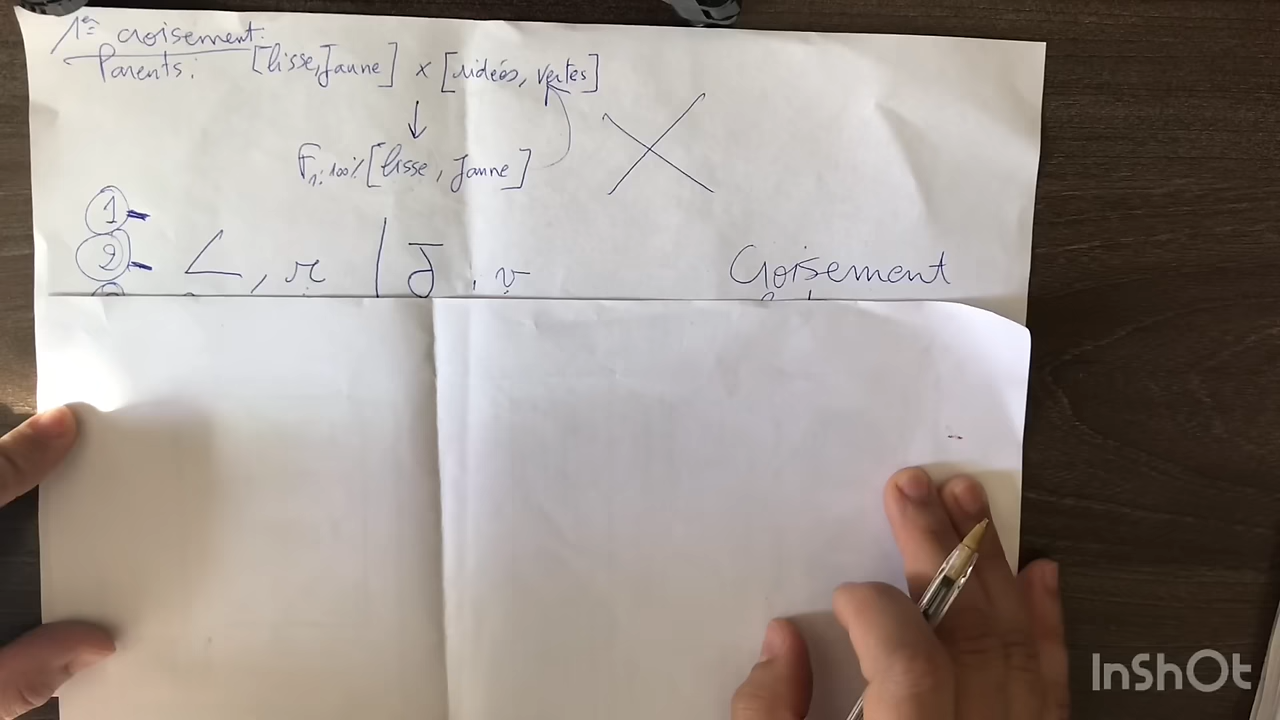 1er croisement:
Parents: [lisse, Jaune] x [ridées, vertes]
↓
F1: 100% [lisse, Jaune]
1 -
2 - L, r | J, v
Croisement
InShOt